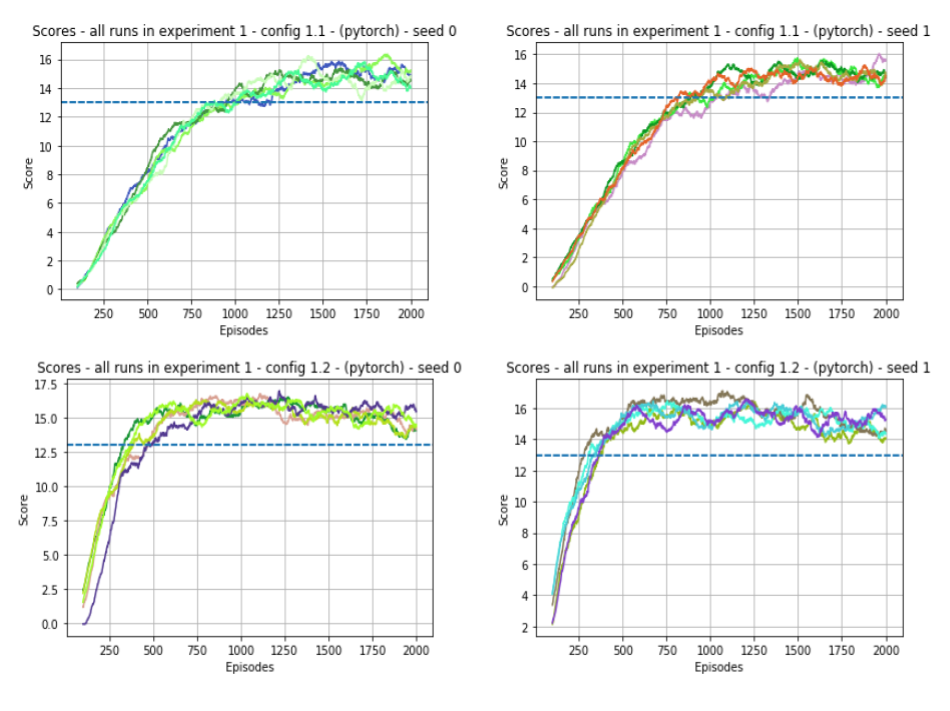 Scores - all runs in experiment 1 - config 1.1 - (pytorch) - seed 0
16
14
12
10
8
6
4
2
0
Score
250 500 750 1000 1250 1500 1750 2000
Episodes
Scores - all runs in experiment 1 - config 1.1 - (pytorch) - seed 1
16
14
12
10
8
6
4
2
0
Score
250 500 750 1000 1250 1500 1750 2000
Episodes
Scores - all runs in experiment 1 - config 1.2 - (pytorch) - seed 0
17.5
15.0
12.5
10.0
7.5
5.0
2.5
0.0
Score
250 500 750 1000 1250 1500 1750 2000
Episodes
Scores - all runs in experiment 1 - config 1.2 - (pytorch) - seed 1
16
14
12
10
8
6
4
2
Score
250 500 750 1000 1250 1500 1750 2000
Episodes